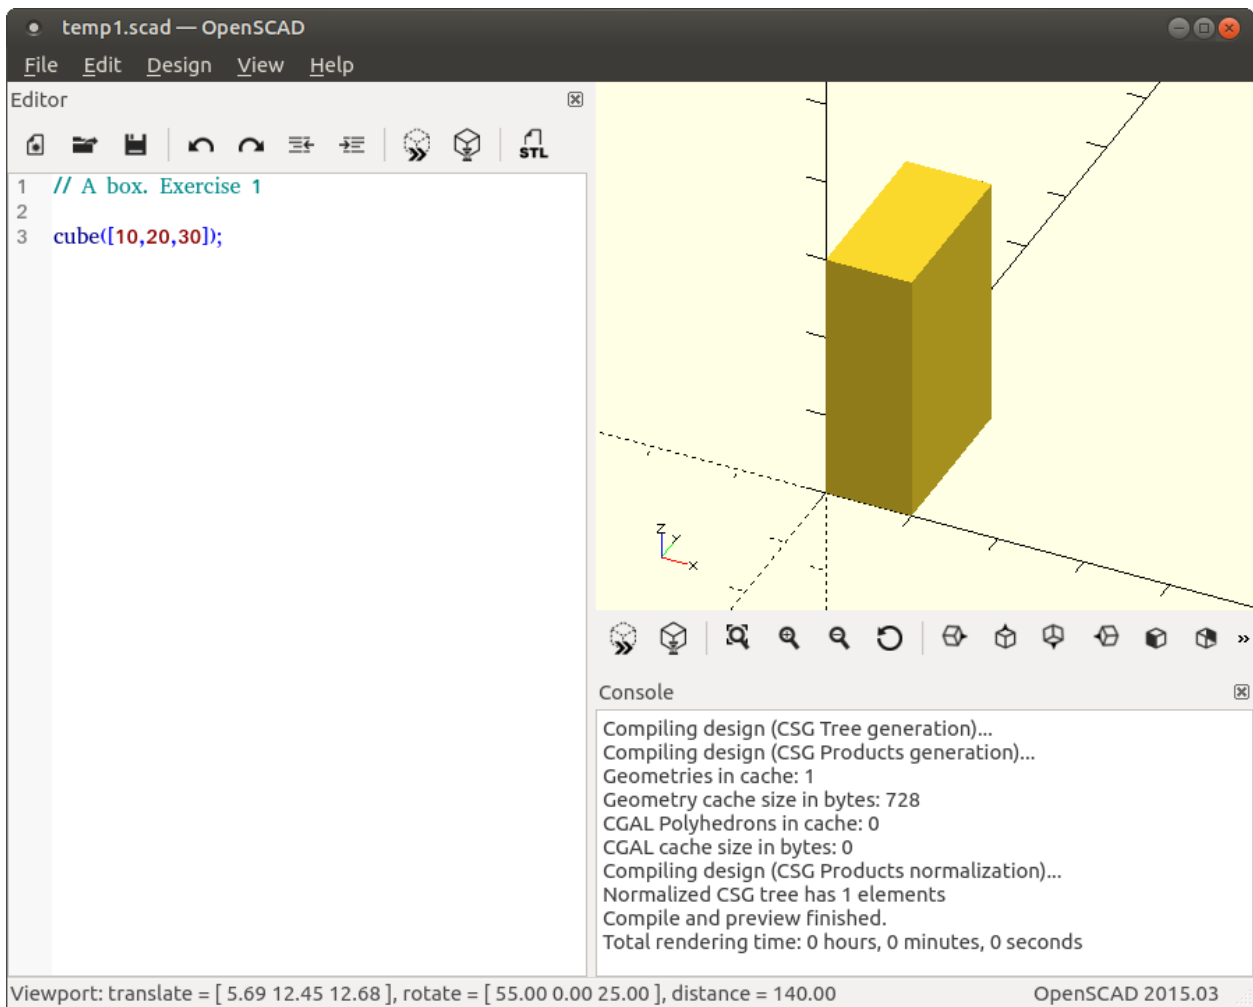 temp1.scad — OpenSCAD
File Edit Design View Help
Editor
STL
1 // A box. Exercise 1
2
3 cube([10,20,30]);
Z
Y
X
Console
Compiling design (CSG Tree generation)...
Compiling design (CSG Products generation)...
Geometries in cache: 1
Geometry cache size in bytes: 728
CGAL Polyhedrons in cache: 0
CGAL cache size in bytes: 0
Compiling design (CSG Products normalization)...
Normalized CSG tree has 1 elements
Compile and preview finished.
Total rendering time: 0 hours, 0 minutes, 0 seconds
Viewport: translate = [ 5.69 12.45 12.68 ], rotate = [ 55.00 0.00 25.00 ], distance = 140.00 OpenSCAD 2015.03